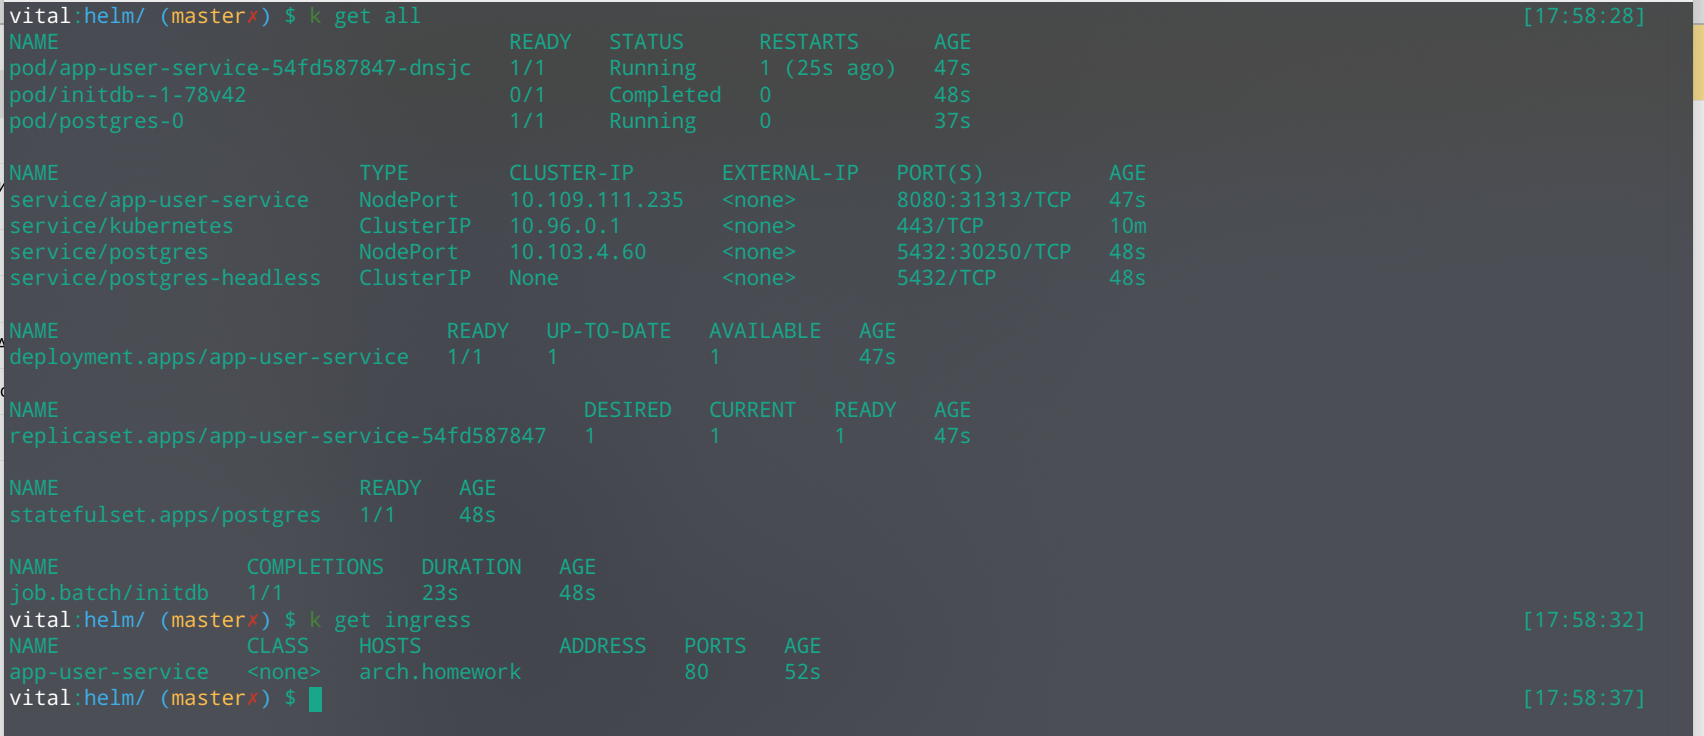 vital:helm/ (master✗) $ k get all [17:58:28]
NAME READY STATUS RESTARTS AGE
pod/app-user-service-54fd587847-dnsjc 1/1 Running 1 (25s ago) 47s
pod/initdb--1-78v42 0/1 Completed 0 48s
pod/postgres-0 1/1 Running 0 37s
NAME TYPE CLUSTER-IP EXTERNAL-IP PORT(S) AGE
service/app-user-service NodePort 10.109.111.235 <none> 8080:31313/TCP 47s
service/kubernetes ClusterIP 10.96.0.1 <none> 443/TCP 10m
service/postgres NodePort 10.103.4.60 <none> 5432:30250/TCP 48s
service/postgres-headless ClusterIP None <none> 5432/TCP 48s
NAME READY UP-TO-DATE AVAILABLE AGE
deployment.apps/app-user-service 1/1 1 1 47s
NAME DESIRED CURRENT READY AGE
replicaset.apps/app-user-service-54fd587847 1 1 1 47s
NAME READY AGE
statefulset.apps/postgres 1/1 48s
NAME COMPLETIONS DURATION AGE
job.batch/initdb 1/1 23s 48s
vital:helm/ (master✗) $ k get ingress [17:58:32]
NAME CLASS HOSTS ADDRESS PORTS AGE
app-user-service <none> arch.homework 80 52s
vital:helm/ (master✗) $ [17:58:37]